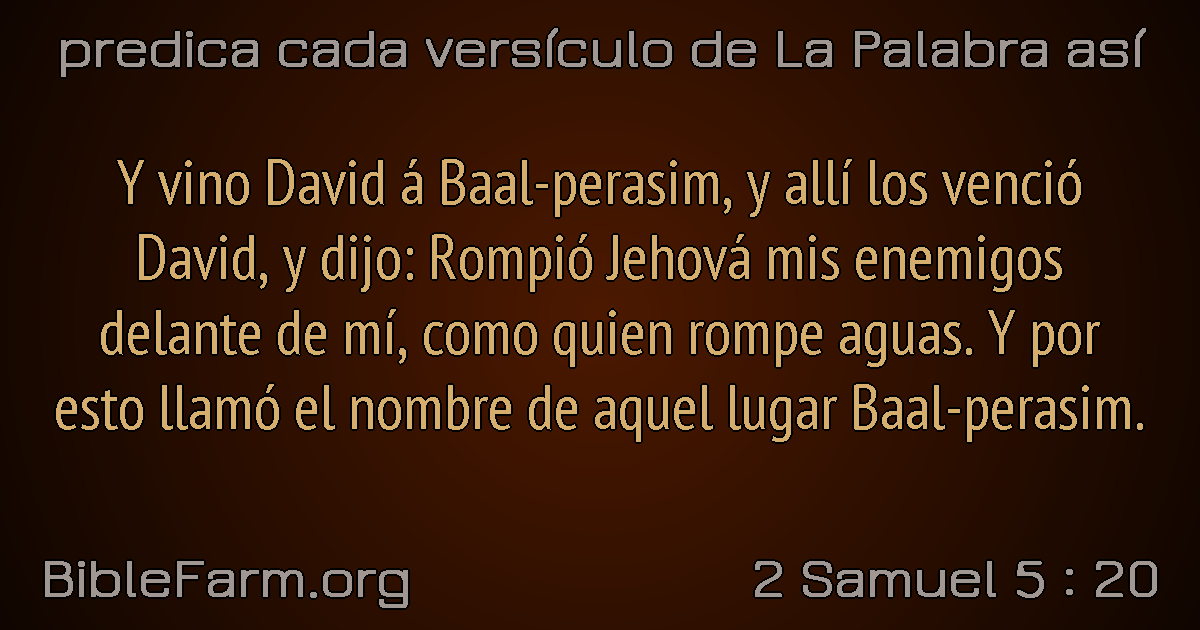 predica cada versículo de La Palabra así
Y vino David á Baal-perasim, y allí los venció
David, y dijo: Rompió Jehová mis enemigos
delante de mí, como quien rompe aguas. Y por
esto llamó el nombre de aquel lugar Baal-perasim.
BibleFarm.org
2 Samuel 5 : 20